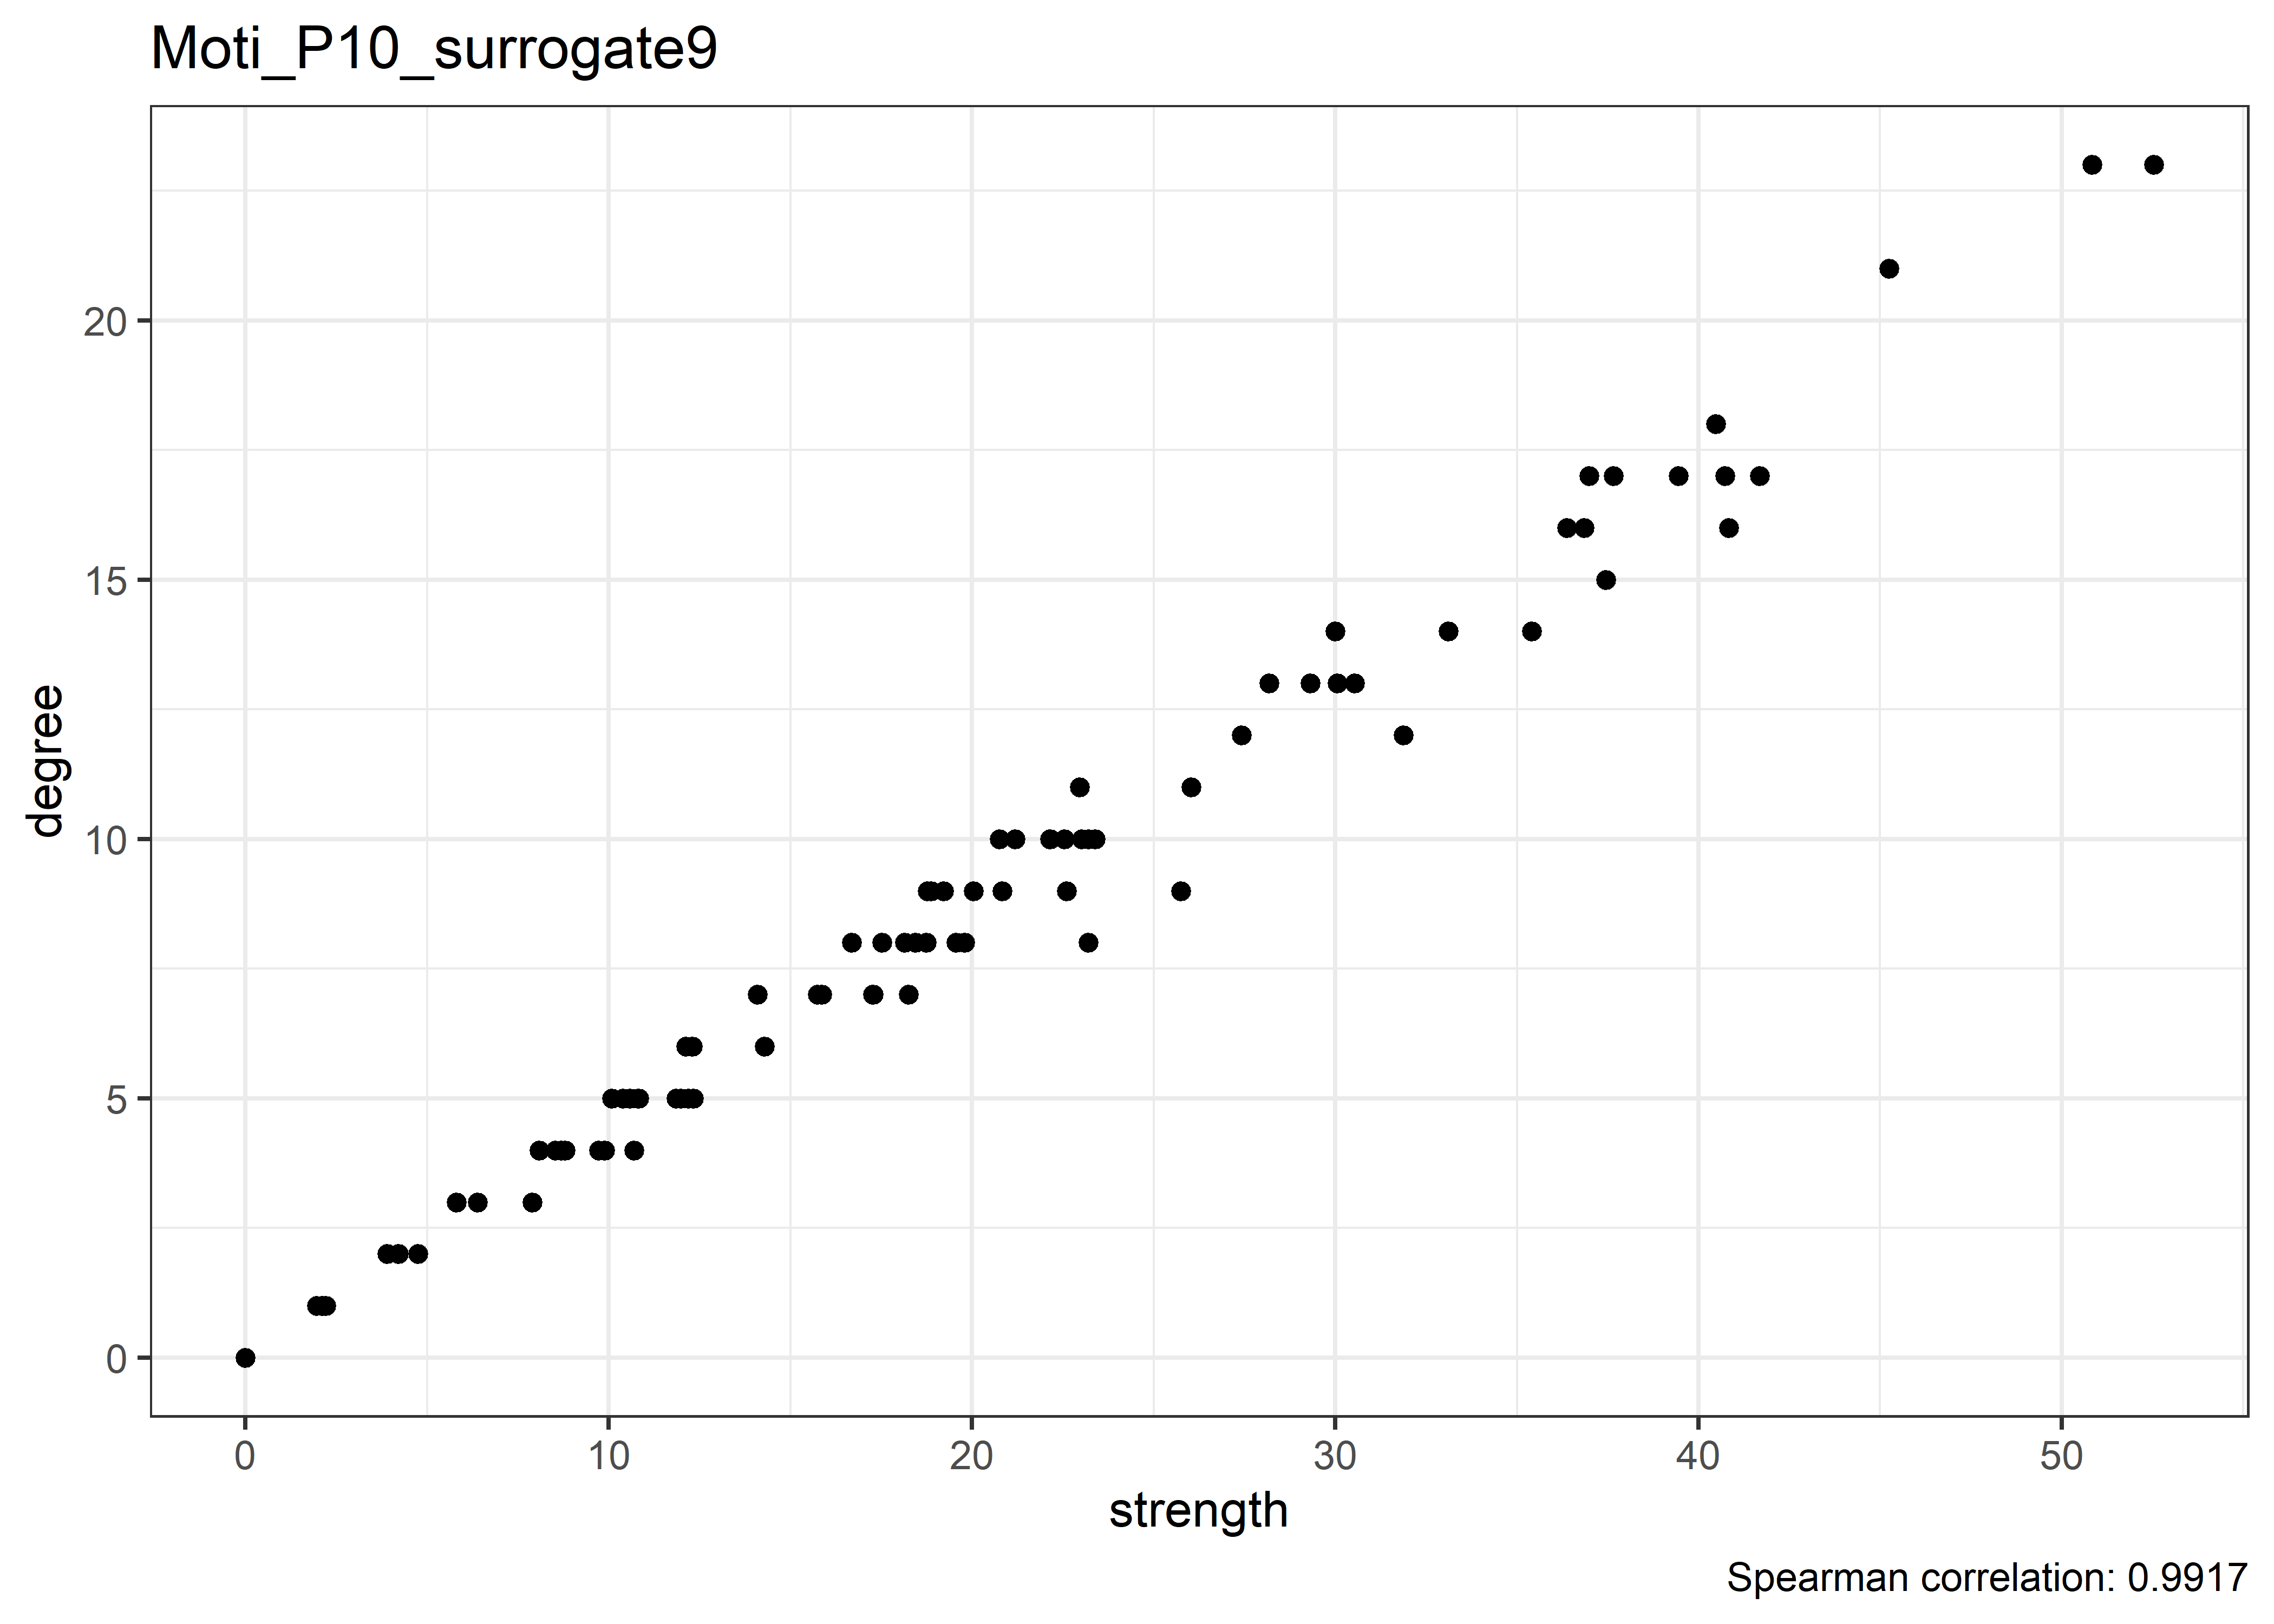 Moti_P10_surrogate9
degree
20
15
10
5
0
0 10 20 30 40 50
strength
Spearman correlation: 0.9917